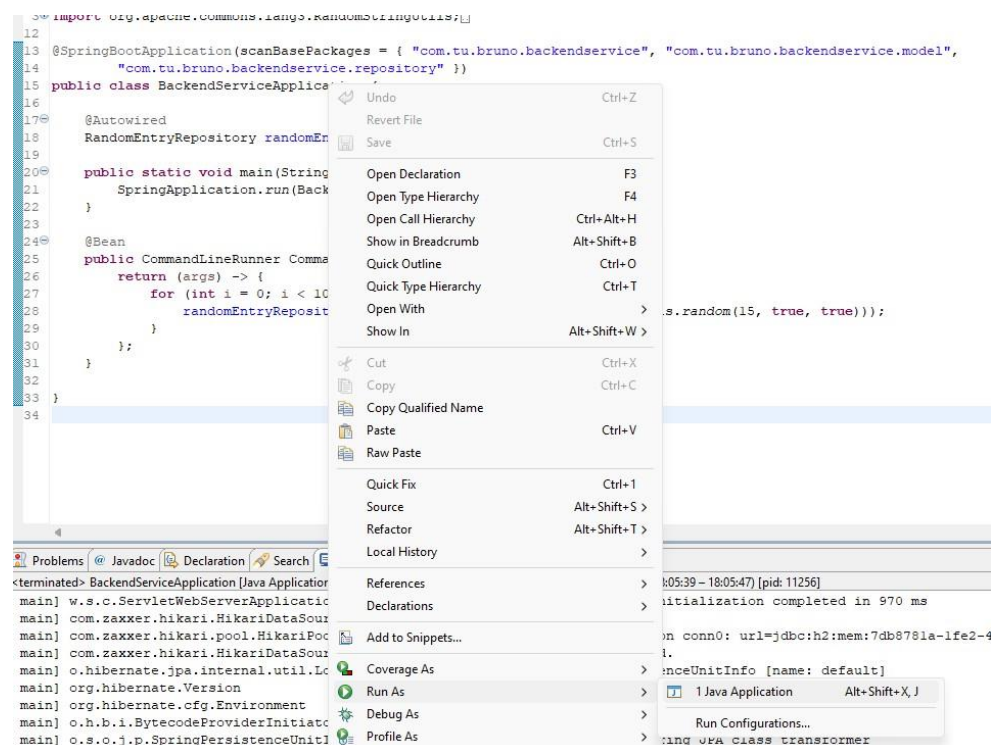 3 import org.apache.commons.lang3.RandomStringUtils;
12
13 @SpringBootApplication(scanBasePackages = { "com.tu.bruno.backendservice", "com.tu.bruno.backendservice.model",
14 "com.tu.bruno.backendservice.repository" })
15 public class BackendServiceApplicat
16
17 @Autowired
18 RandomEntryRepository randomEn
19
20 public static void main(String
21 SpringApplication.run(Back
22 }
23
24 @Bean
25 public CommandLineRunner Comma
26 return (args) -> {
27 for (int i = 0; i < 10
28 randomEntryReposit s.random(15, true, true)));
29 }
30 };
31 }
32
33 }
34
Undo Ctrl+Z
Revert File
Save Ctrl+S
Open Declaration F3
Open Type Hierarchy F4
Open Call Hierarchy Ctrl+Alt+H
Show in Breadcrumb Alt+Shift+B
Quick Outline Ctrl+O
Quick Type Hierarchy Ctrl+T
Open With >
Show In Alt+Shift+W >
Cut Ctrl+X
Copy Ctrl+C
Copy Qualified Name
Paste Ctrl+V
Raw Paste
Quick Fix Ctrl+1
Source Alt+Shift+S >
Refactor Alt+Shift+T >
Local History >
References >
Declarations >
Add to Snippets...
Coverage As >
Run As >
Debug As >
Profile As >
1 Java Application Alt+Shift+X, J
Run Configurations...
Problems @ Javadoc Declaration Search
<terminated> BackendServiceApplication [Java Application :05:39 – 18:05:47) [pid: 11256]
main] w.s.c.ServletWebServerApplicatio nitialization completed in 970 ms
main] com.zaxxer.hikari.HikariDataSour
main] com.zaxxer.hikari.pool.HikariPoo on conn0: url=jdbc:h2:mem:7db8781a-1fe2-4
main] com.zaxxer.hikari.HikariDataSour d.
main] o.hibernate.jpa.internal.util.Lo enceUnitInfo [name: default]
main] org.hibernate.Version
main] org.hibernate.cfg.Environment
main] o.h.b.i.BytecodeProviderInitiato
main] o.s.o.j.p.SpringPersistenceUnitI ring JPA class transformer